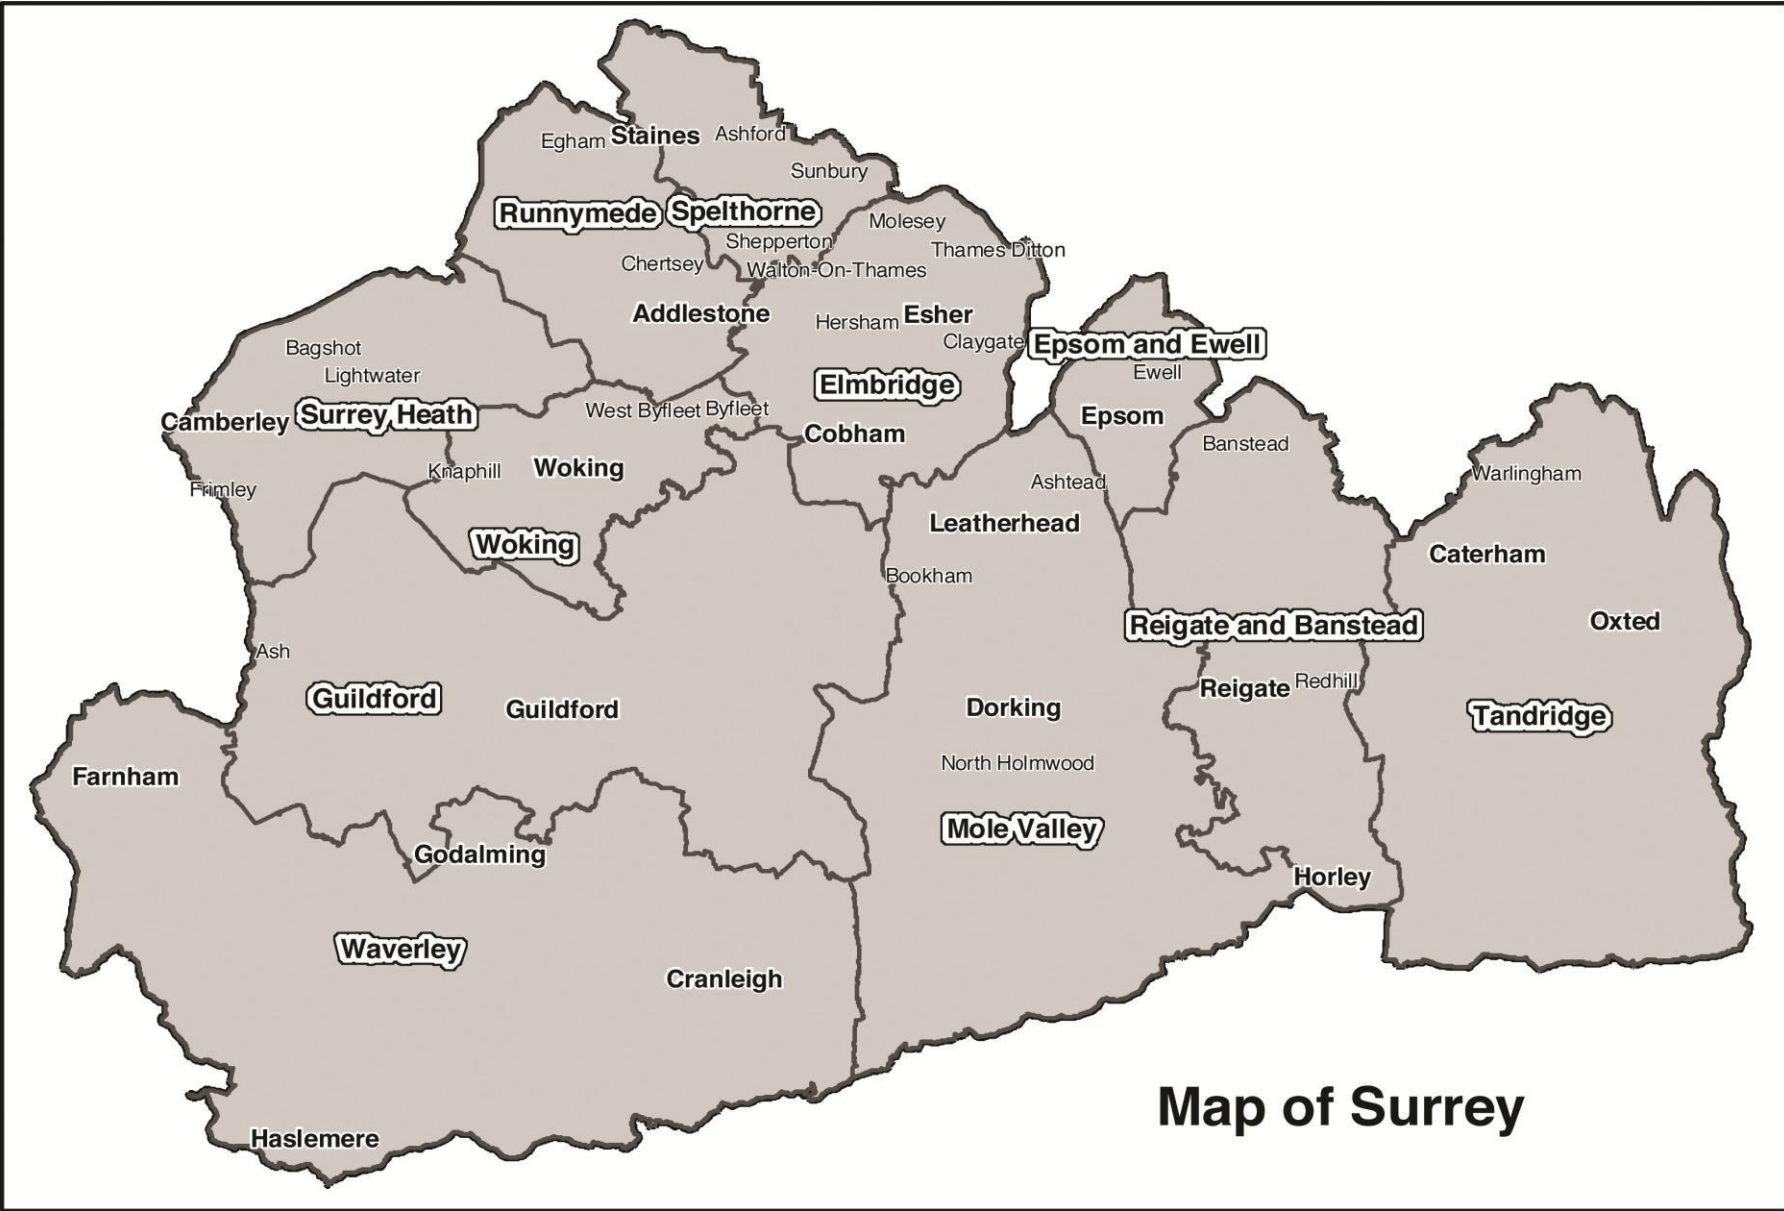 Egham
Staines
Ashford
Sunbury
Runnymede
Spelthorne
Molesey
Shepperton
Thames Ditton
Chertsey
Walton-On-Thames
Addlestone
Hersham
Esher
Claygate
Epsom and Ewell
Bagshot
Lightwater
Ewell
Elmbridge
Camberley
Surrey Heath
West Byfleet
Byfleet
Epsom
Cobham
Banstead
Knaphill
Woking
Warlingham
Frimley
Ashtead
Leatherhead
Woking
Caterham
Bookham
Oxted
Reigate and Banstead
Ash
Guildford
Guildford
Reigate
Redhill
Dorking
Tandridge
North Holmwood
Farnham
Mole Valley
Godalming
Horley
Waverley
Cranleigh
Map of Surrey
Haslemere